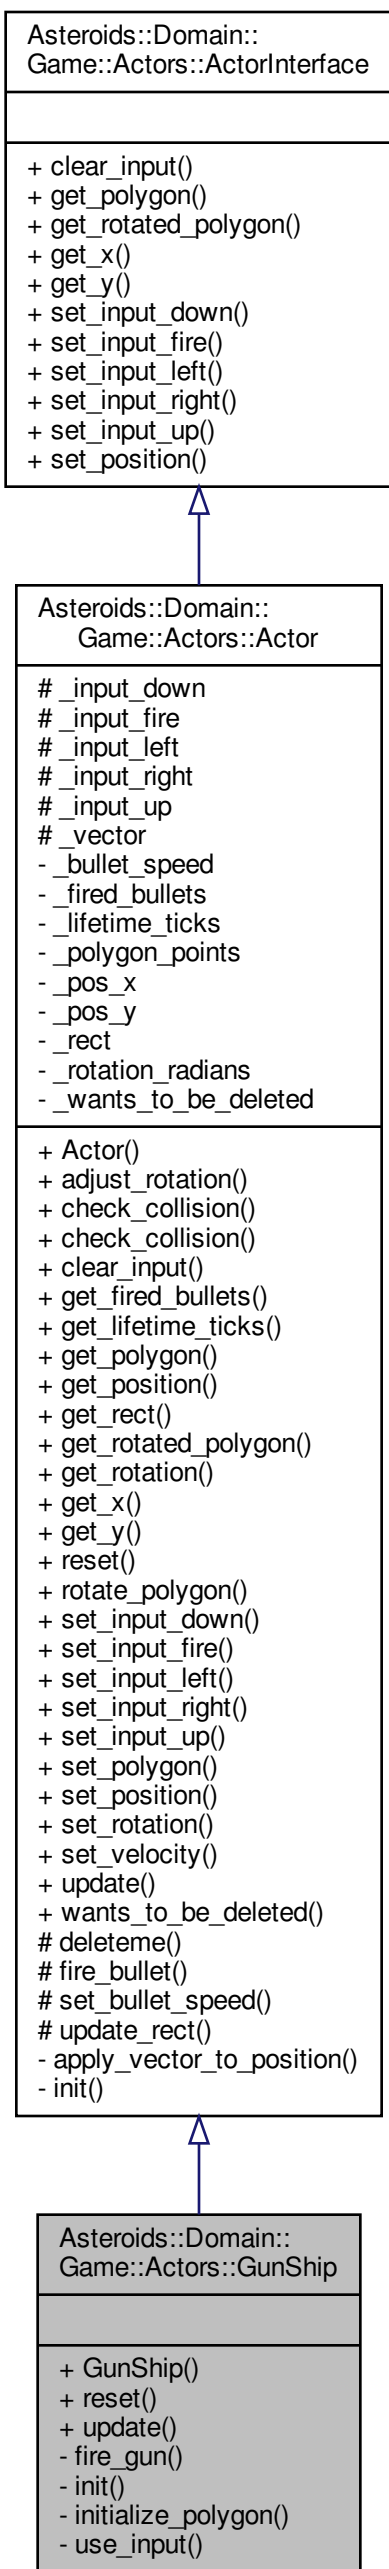 Asteroids::Domain::
Game::Actors::ActorInterface
+ clear_input()
+ get_polygon()
+ get_rotated_polygon()
+ get_x()
+ get_y()
+ set_input_down()
+ set_input_fire()
+ set_input_left()
+ set_input_right()
+ set_input_up()
+ set_position()
Asteroids::Domain::
Game::Actors::Actor
# _input_down
# _input_fire
# _input_left
# _input_right
# _input_up
# _vector
- _bullet_speed
- _fired_bullets
- _lifetime_ticks
- _polygon_points
- _pos_x
- _pos_y
- _rect
- _rotation_radians
- _wants_to_be_deleted
+ Actor()
+ adjust_rotation()
+ check_collision()
+ check_collision()
+ clear_input()
+ get_fired_bullets()
+ get_lifetime_ticks()
+ get_polygon()
+ get_position()
+ get_rect()
+ get_rotated_polygon()
+ get_rotation()
+ get_x()
+ get_y()
+ reset()
+ rotate_polygon()
+ set_input_down()
+ set_input_fire()
+ set_input_left()
+ set_input_right()
+ set_input_up()
+ set_polygon()
+ set_position()
+ set_rotation()
+ set_velocity()
+ update()
+ wants_to_be_deleted()
# deleteme()
# fire_bullet()
# set_bullet_speed()
# update_rect()
- apply_vector_to_position()
- init()
Asteroids::Domain::
Game::Actors::GunShip
+ GunShip()
+ reset()
+ update()
- fire_gun()
- init()
- initialize_polygon()
- use_input()